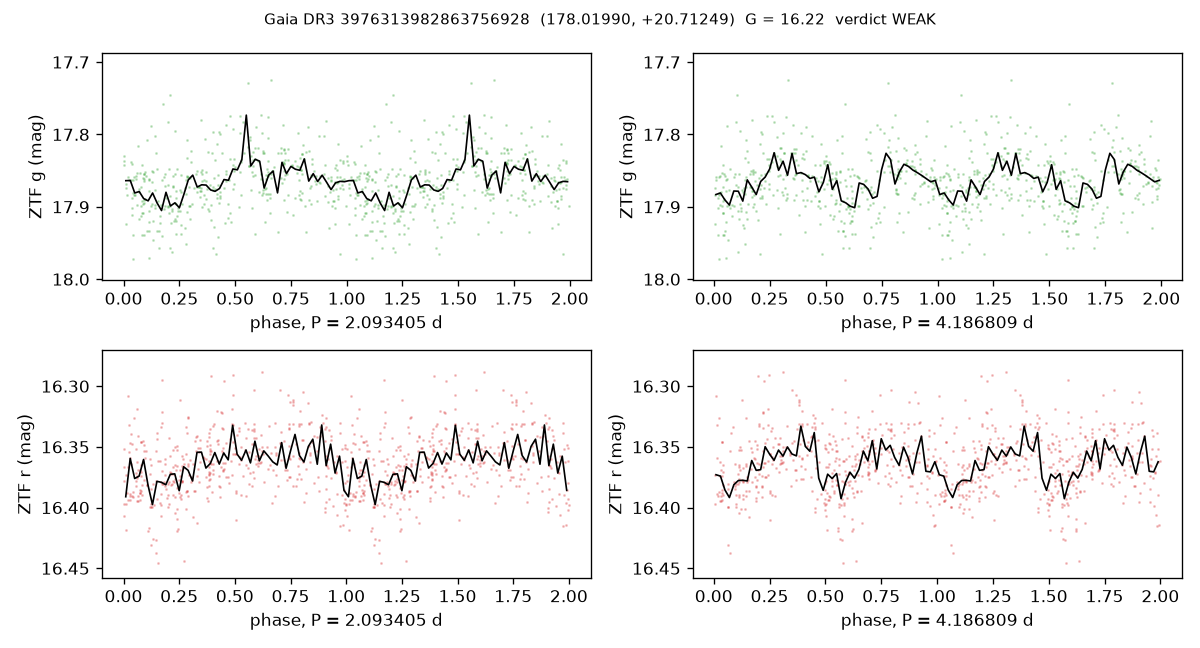 Gaia DR3 3976313982863756928 (178.01990, +20.71249) G = 16.22 verdict WEAK
ZTF g (mag)
17.7
17.8
17.9
18.0
0.00 0.25 0.50 0.75 1.00 1.25 1.50 1.75 2.00
phase, P = 2.093405 d
ZTF g (mag)
17.7
17.8
17.9
18.0
0.00 0.25 0.50 0.75 1.00 1.25 1.50 1.75 2.00
phase, P = 4.186809 d
ZTF r (mag)
16.30
16.35
16.40
16.45
0.00 0.25 0.50 0.75 1.00 1.25 1.50 1.75 2.00
phase, P = 2.093405 d
ZTF r (mag)
16.30
16.35
16.40
16.45
0.00 0.25 0.50 0.75 1.00 1.25 1.50 1.75 2.00
phase, P = 4.186809 d